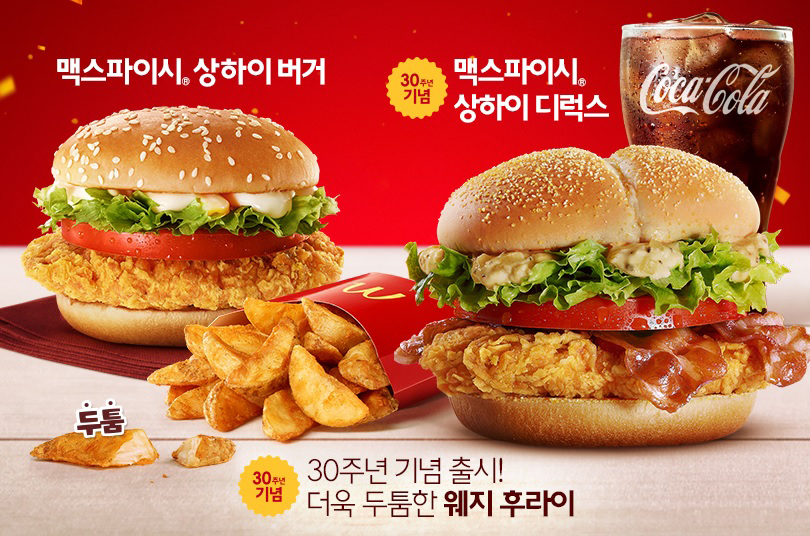 맥스파이시® 상하이 버거
30주년
기념
맥스파이시®
상하이 디럭스
Coca-Cola
두툼
30주년
기념
30주년 기념 출시!
더욱 두툼한 웨지 후라이